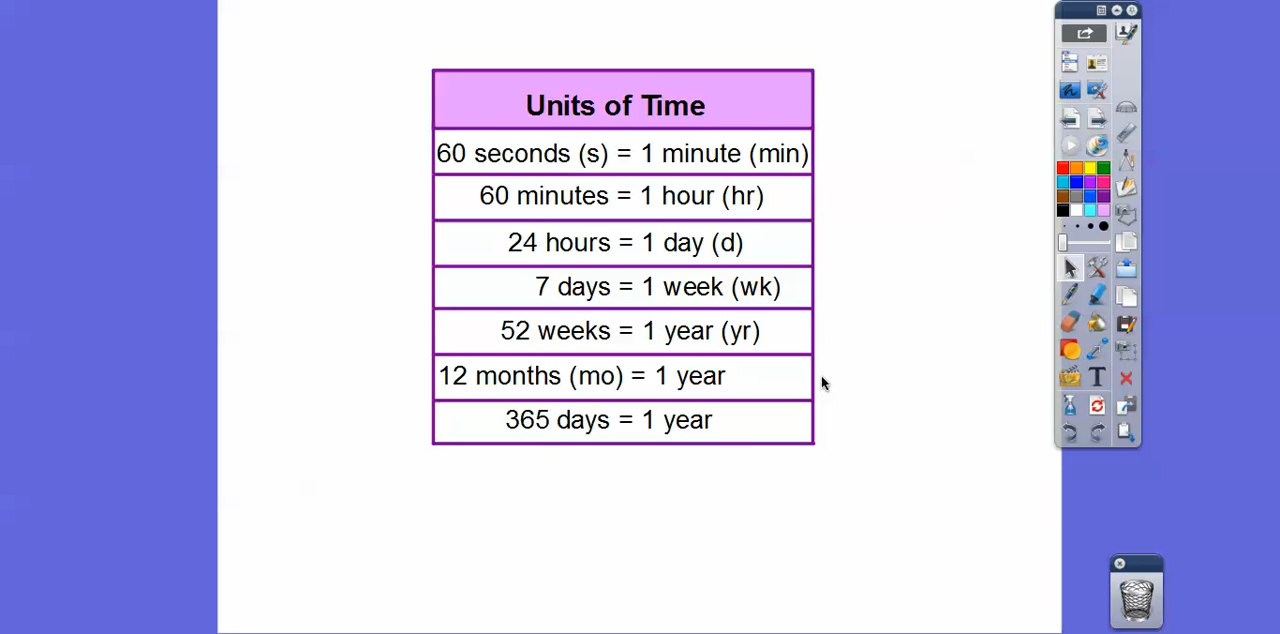 Units of Time
60 seconds (s) = 1 minute (min)
60 minutes = 1 hour (hr)
24 hours = 1 day (d)
7 days = 1 week (wk)
52 weeks = 1 year (yr)
12 months (mo) = 1 year
365 days = 1 year